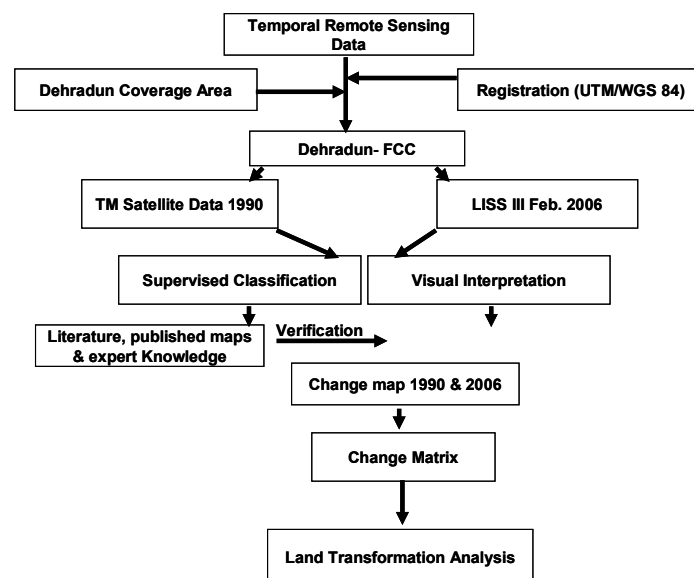 Temporal Remote Sensing
Data
Dehradun Coverage Area
Registration (UTM/WGS 84)
Dehradun- FCC
TM Satellite Data 1990
LISS III Feb. 2006
Supervised Classification
Visual Interpretation
Literature, published maps
& expert Knowledge
Verification
Change map 1990 & 2006
Change Matrix
Land Transformation Analysis